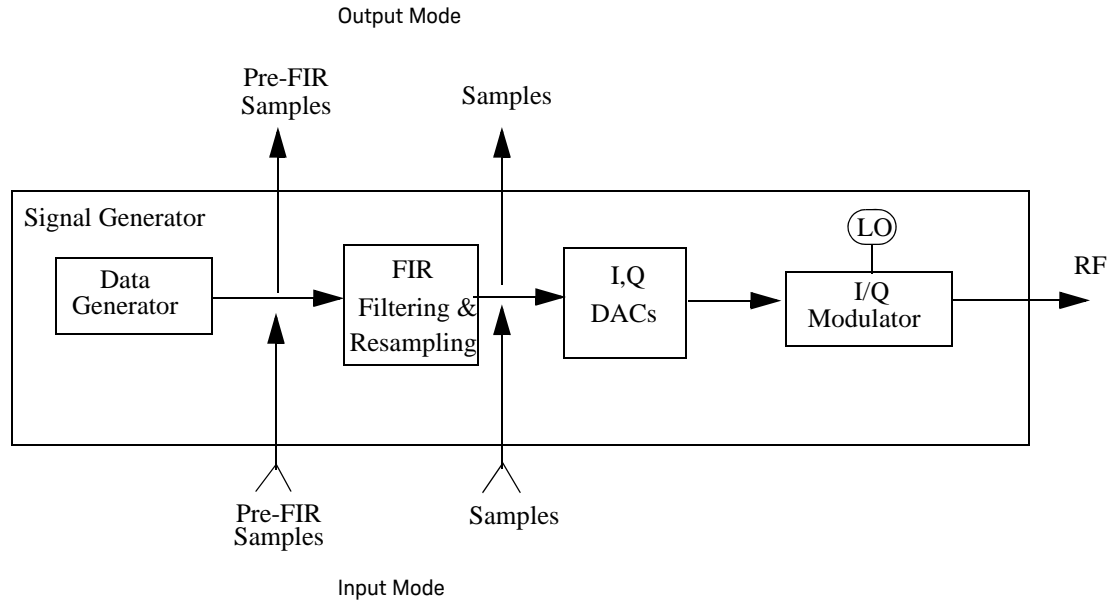 Output Mode
Pre-FIR
Samples
Samples
Signal Generator
LO
Data
Generator
FIR
Filtering &
Resampling
I,Q
DACs
I/Q
Modulator
RF
Pre-FIR
Samples
Samples
Input Mode